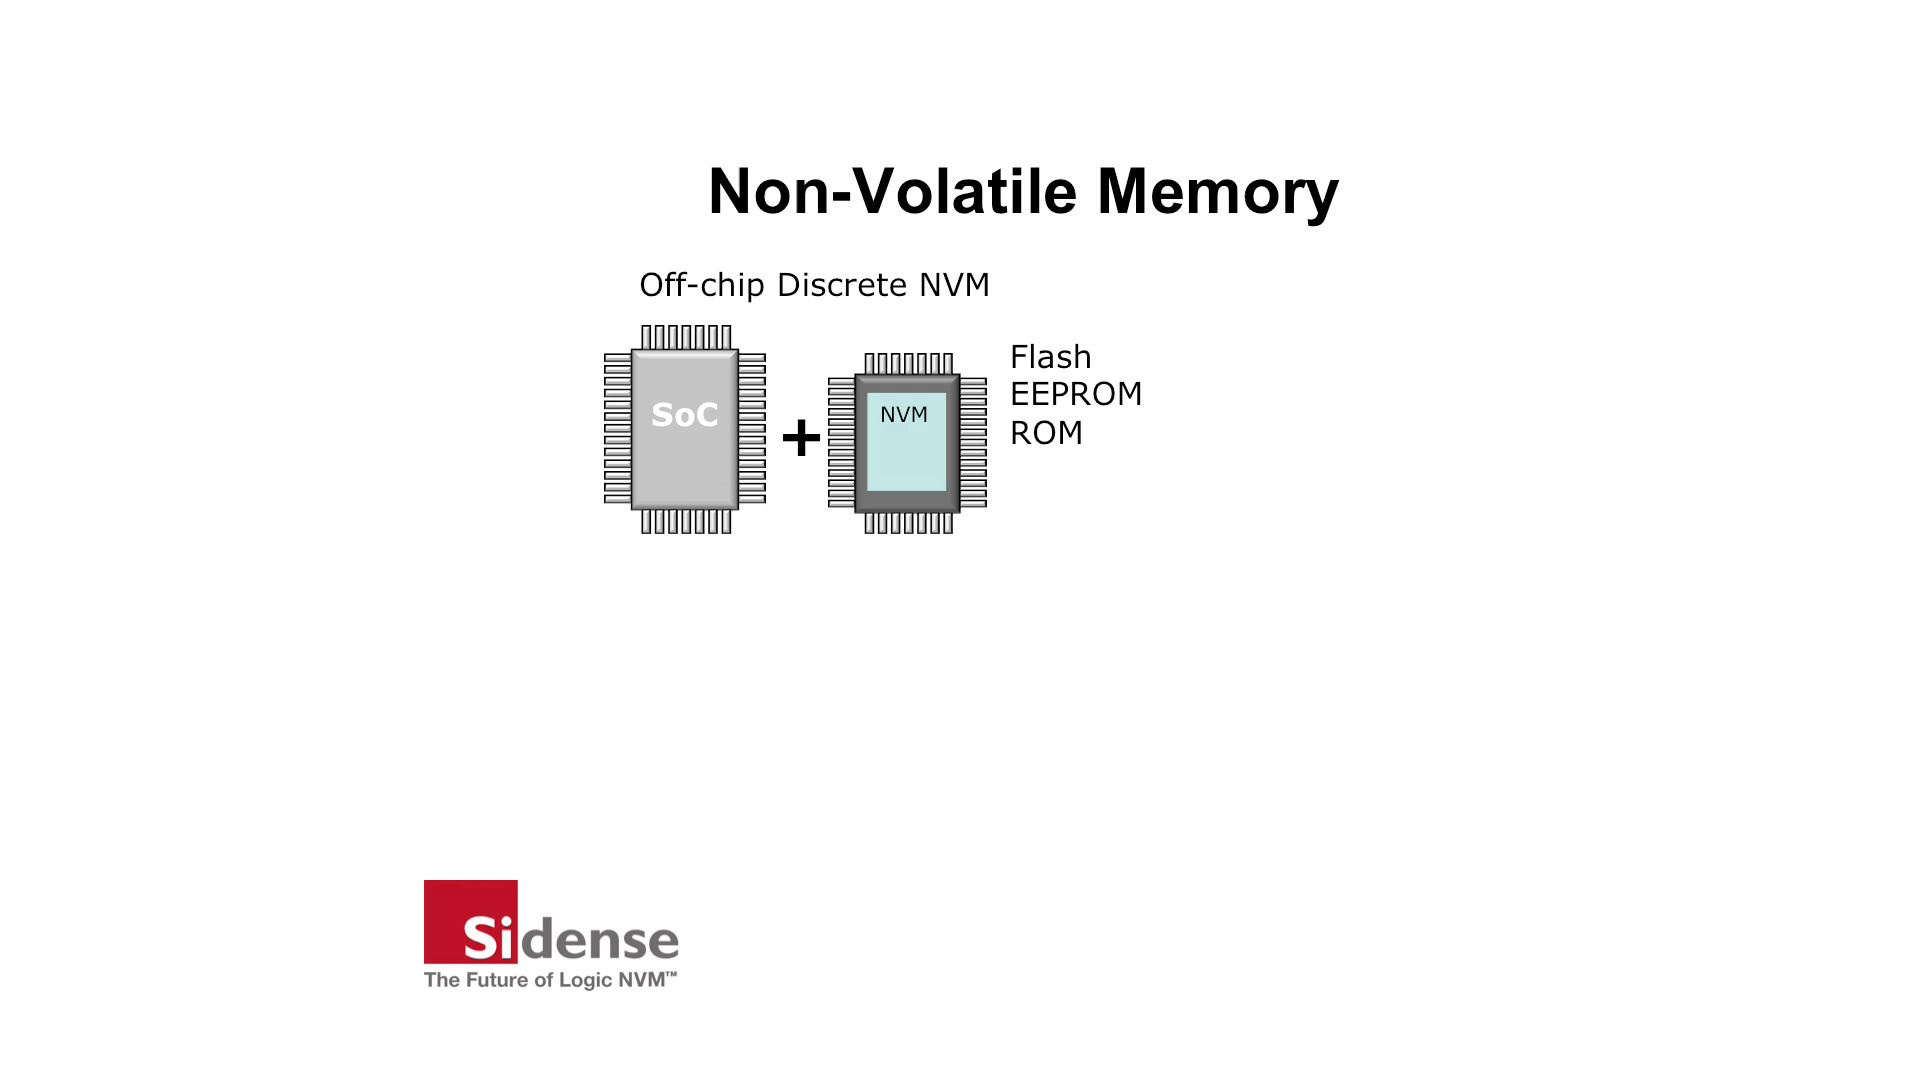 Non-Volatile Memory
Off-chip Discrete NVM
SoC
+
NVM
Flash
EEPROM
ROM
Sidense
The Future of Logic NVM™